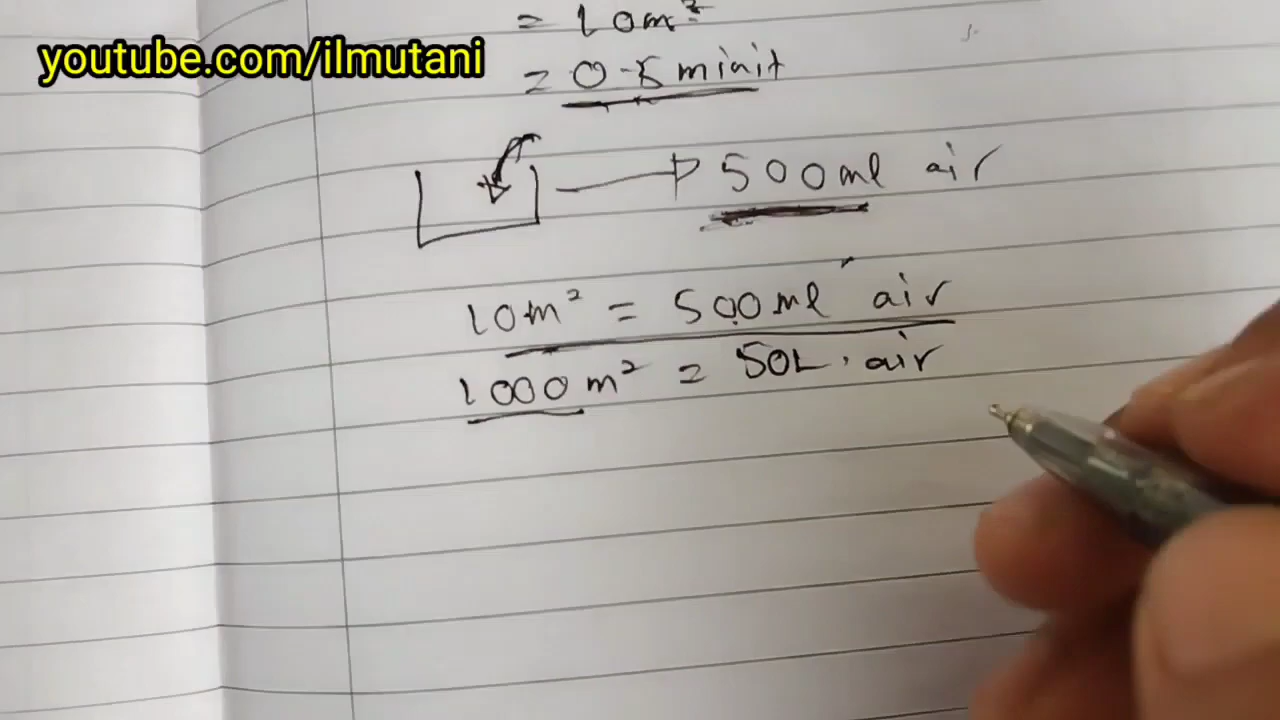 = 10m²
youtube.com/ilmutani
= 0.5 minit
500ml air
10m² = 500ml air
1000m² = 50L. air